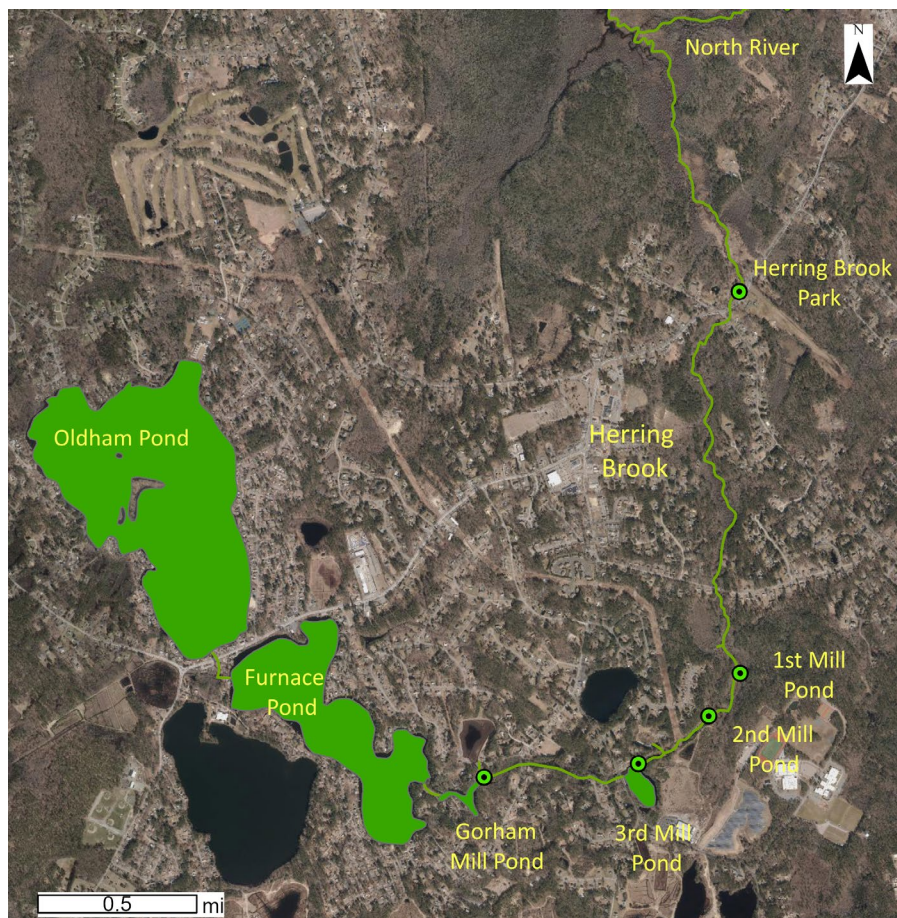 North River
N
Herring Brook
Park
Oldham Pond
Herring
Brook
Furnace
Pond
1st Mill
Pond
2nd Mill
Pond
Gorham
Mill Pond
3rd Mill
Pond
0.5
mi